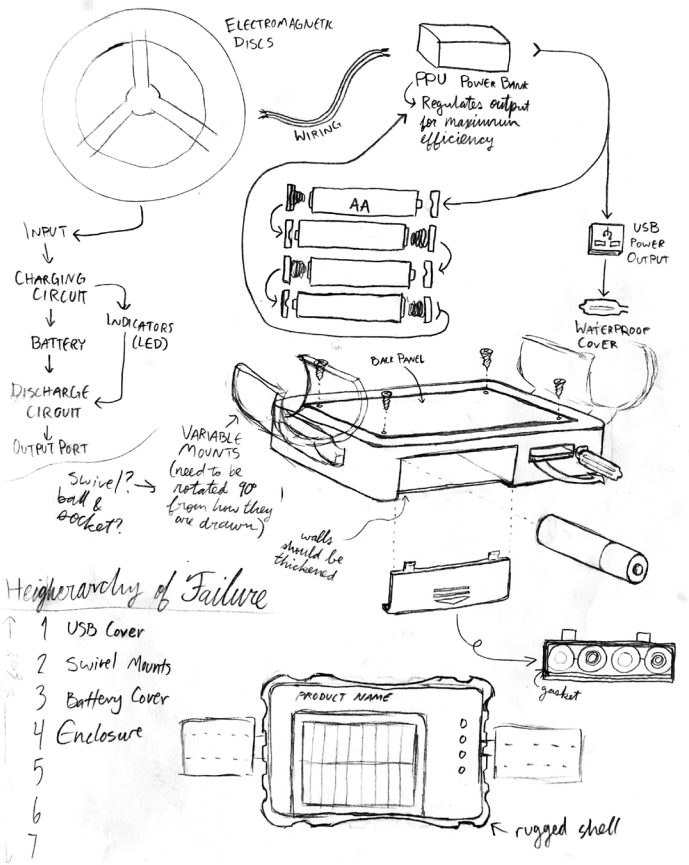 ELECTROMAGNETIC
DISCS
WIRING
PPU POWER BANK
Regulates output
for maximum
efficiency
AA
USB
POWER
OUTPUT
WATERPROOF
COVER
INPUT
CHARGING
CIRCUIT
INDICATORS
(LED)
BATTERY
DISCHARGE
CIRCUIT
OUTPUT PORT
BACK PANEL
VARIABLE
MOUNTS
(need to be
rotated 90°
from how they
are drawn)
!
Swivel?
ball &
socket?
walls
should be
thickened
gasket
Heigherarchy of Failure
1 USB Cover
2 Swivel Mounts
3 Battery Cover
4 Enclosure
5
6
7
PRODUCT NAME
rugged shell